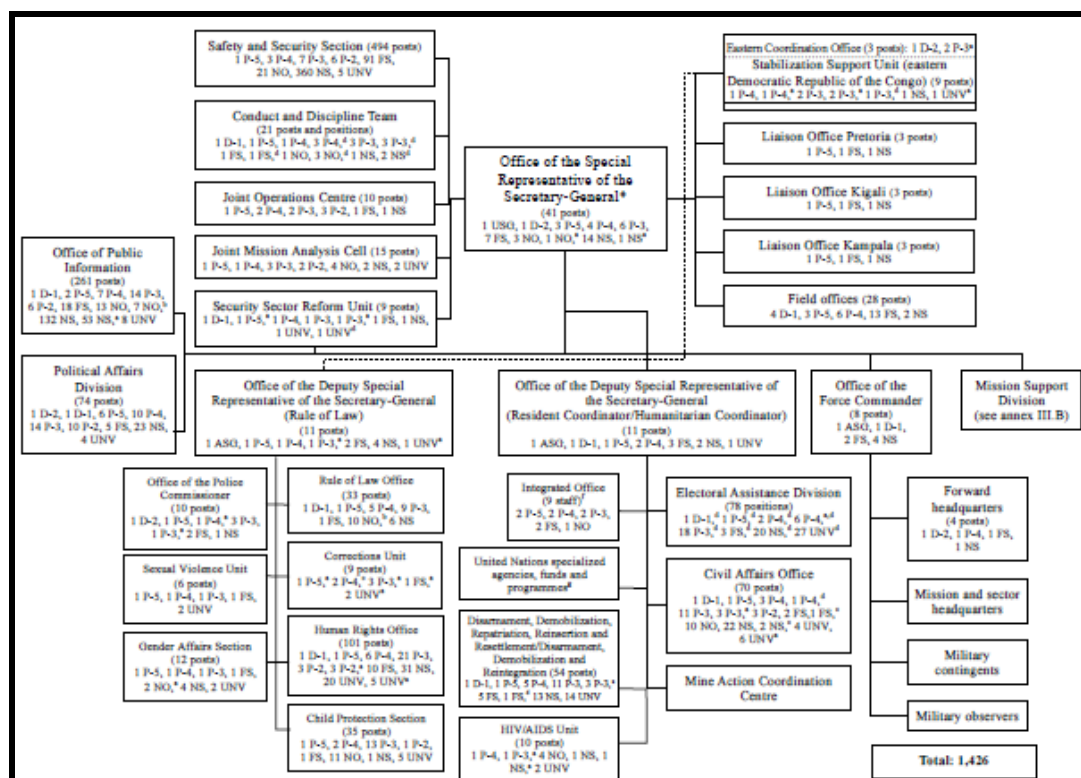 Safety and Security Section (494 posts)
1 P-5, 3 P-4, 7 P-3, 6 P-2, 91 FS,
21 NO, 360 NS, 5 UNV
Conduct and Discipline Team
(21 posts and positions)
1 D-1, 1 P-5, 1 P-4, 3 P-4,ᵈ 3 P-3, 3 P-3,ᵈ
1 FS, 1 FS,ᵈ 1 NO, 3 NO,ᵈ 1 NS, 2 NSᵈ
Joint Operations Centre (10 posts)
1 P-5, 2 P-4, 2 P-3, 3 P-2, 1 FS, 1 NS
Joint Mission Analysis Cell (15 posts)
1 P-5, 1 P-4, 3 P-3, 2 P-2, 4 NO, 2 NS, 2 UNV
Security Sector Reform Unit (9 posts)
1 D-1, 1 P-5,ᵃ 1 P-4, 1 P-3, 1 P-3,ᵃ 1 FS, 1 NS,
1 UNV, 1 UNVᵈ
Office of the Special
Representative of the
Secretary-General*
(41 posts)
1 USG, 1 D-2, 3 P-5, 4 P-4, 6 P-3,
7 FS, 3 NO, 1 NO,ᵃ 14 NS, 1 NSᵃ
Eastern Coordination Office (3 posts): 1 D-2, 2 P-3ᵃ
Stabilization Support Unit (eastern
Democratic Republic of the Congo) (9 posts)
1 P-4, 1 P-4,ᵃ 2 P-3, 2 P-3,ᵃ 1 P-3,ᵈ 1 NS, 1 UNVᵃ
Liaison Office Pretoria (3 posts)
1 P-5, 1 FS, 1 NS
Liaison Office Kigali (3 posts)
1 P-5, 1 FS, 1 NS
Liaison Office Kampala (3 posts)
1 P-5, 1 FS, 1 NS
Field offices (28 posts)
4 D-1, 3 P-5, 6 P-4, 13 FS, 2 NS
Office of Public
Information
(261 posts)
1 D-1, 2 P-5, 7 P-4, 14 P-3,
6 P-2, 18 FS, 13 NO, 7 NO,ᵇ
132 NS, 53 NS,ᵃ 8 UNV
Political Affairs
Division
(74 posts)
1 D-2, 1 D-1, 6 P-5, 10 P-4,
14 P-3, 10 P-2, 5 FS, 23 NS,
4 UNV
Office of the Deputy Special
Representative of the Secretary-General
(Rule of Law)
(11 posts)
1 ASG, 1 P-5, 1 P-4, 1 P-3,ᵃ 2 FS, 4 NS, 1 UNVᵃ
Office of the Deputy Special Representative of
the Secretary-General
(Resident Coordinator/Humanitarian Coordinator)
(11 posts)
1 ASG, 1 D-1, 1 P-5, 2 P-4, 3 FS, 2 NS, 1 UNV
Office of the
Force Commander
(8 posts)
1 ASG, 1 D-1,
2 FS, 4 NS
Mission Support
Division
(see annex III.B)
Office of the Police
Commissioner
(10 posts)
1 D-2, 1 P-5, 1 P-4,ᵃ 3 P-3,
1 P-3,ᵃ 2 FS, 1 NS
Sexual Violence Unit
(6 posts)
1 P-5, 1 P-4, 1 P-3, 1 FS,
2 UNV
Gender Affairs Section
(12 posts)
1 P-5, 1 P-4, 1 P-3, 1 FS,
2 NO,ᵃ 4 NS, 2 UNV
Rule of Law Office
(33 posts)
1 D-1, 1 P-5, 5 P-4, 9 P-3,
1 FS, 10 NO,ᵇ 6 NS
Corrections Unit
(9 posts)
1 P-5,ᵃ 2 P-4,ᵃ 3 P-3,ᵃ 1 FS,ᵃ
2 UNVᵃ
Human Rights Office
(101 posts)
1 D-1, 1 P-5, 6 P-4, 21 P-3,
3 P-2, 3 P-2,ᵃ 10 FS, 31 NS,
20 UNV, 5 UNVᵃ
Child Protection Section
(35 posts)
1 P-5, 2 P-4, 13 P-3, 1 P-2,
1 FS, 11 NO, 1 NS, 5 UNV
Integrated Office
(9 staff)ᶠ
2 P-5, 2 P-4, 2 P-3,
2 FS, 1 NO
United Nations specialized
agencies, funds and
programmesᵍ
Disarmament, Demobilization,
Repatriation, Reinsertion and
Resettlement/Disarmament,
Demobilization and
Reintegration (54 posts)
1 D-1, 1 P-5, 5 P-4, 11 P-3, 3 P-3,ᵃ
5 FS, 1 FS,ᵈ 13 NS, 14 UNV
HIV/AIDS Unit
(10 posts)
1 P-4, 1 P-3,ᵃ 4 NO, 1 NS, 1
NS,ᵃ 2 UNV
Electoral Assistance Division
(78 positions)
1 D-1,ᵈ 1 P-5,ᵈ 2 P-4,ᵈ 6 P-4,ᵃ,ᵈ
18 P-3,ᵈ 3 FS,ᵈ 20 NS,ᵈ 27 UNVᵈ
Civil Affairs Office
(70 posts)
1 D-1, 1 P-5, 3 P-4, 1 P-4,ᵈ
11 P-3, 3 P-3,ᵃ 3 P-2, 2 FS,1 FS,ᵃ
10 NO, 22 NS, 2 NS,ᵃ 4 UNV,
6 UNVᵃ
Mine Action Coordination
Centre
Forward
headquarters
(4 posts)
1 D-2, 1 P-4, 1 FS,
1 NS
Mission and sector
headquarters
Military
contingents
Military observers
Total: 1,426